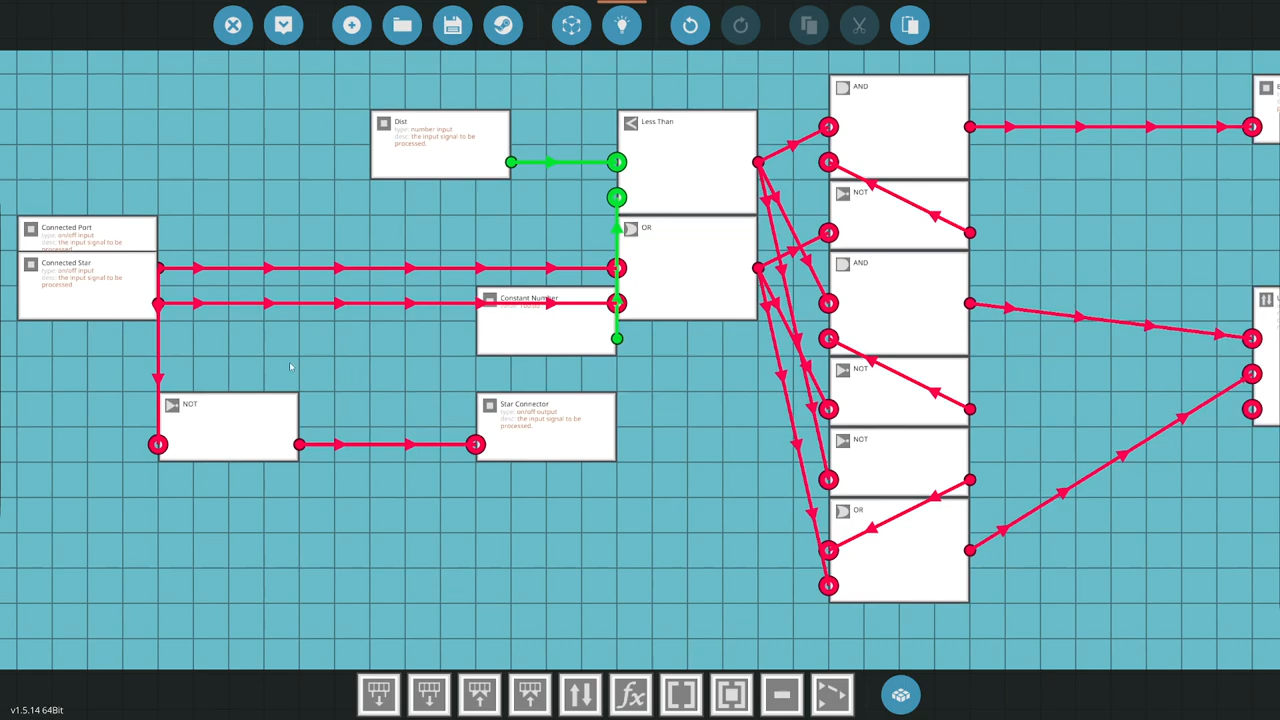 AND
Dist
type: number input
desc: the input signal to be
processed.
Less Than
NOT
Connected Port
type: on/off input
desc: the input signal to be
processed
OR
Connected Star
type: on/off input
desc: the input signal to be
processed
AND
Constant Number
NOT
NOT
Star Connector
type: on/off output
desc: the input signal to be
processed.
NOT
OR
fx
v1.5.14 64Bit